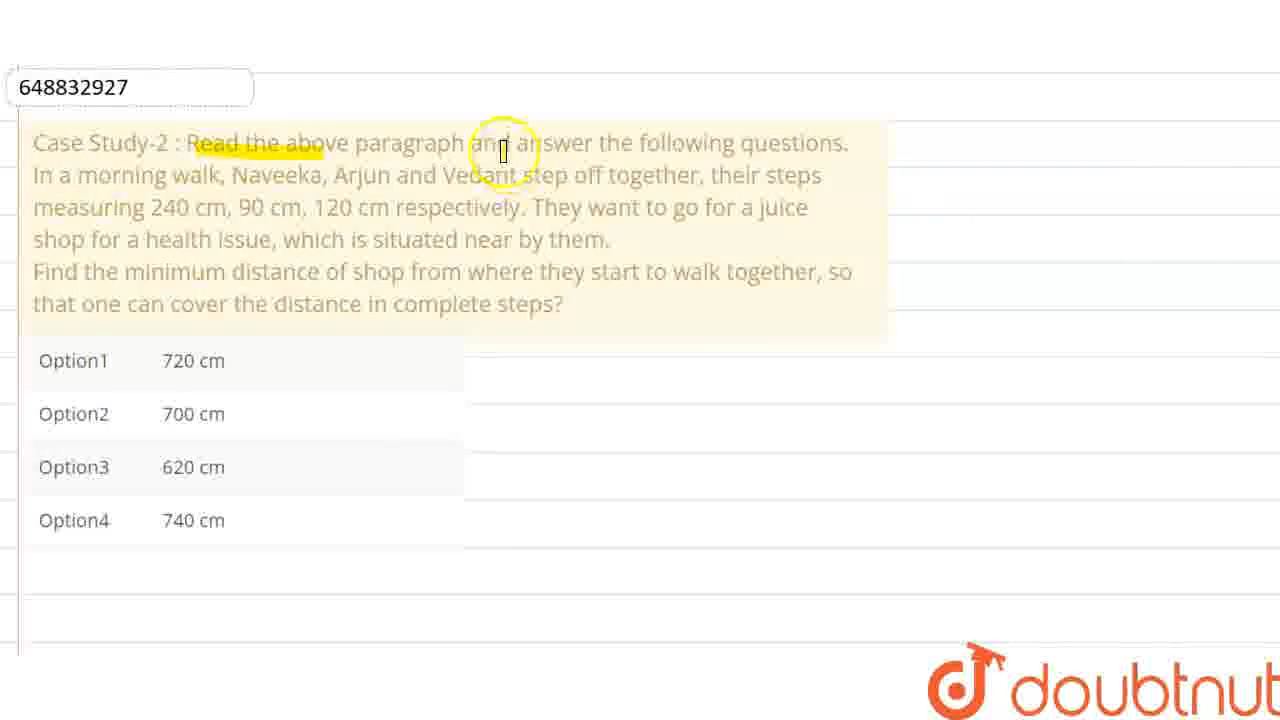 648832927
Case Study-2 : Read the above paragraph and answer the following questions.
In a morning walk, Naveeka, Arjun and Vedant step off together, their steps
measuring 240 cm, 90 cm, 120 cm respectively. They want to go for a juice
shop for a health issue, which is situated near by them.
Find the minimum distance of shop from where they start to walk together, so
that one can cover the distance in complete steps?
Option1 720 cm
Option2 700 cm
Option3 620 cm
Option4 740 cm
doubtnut